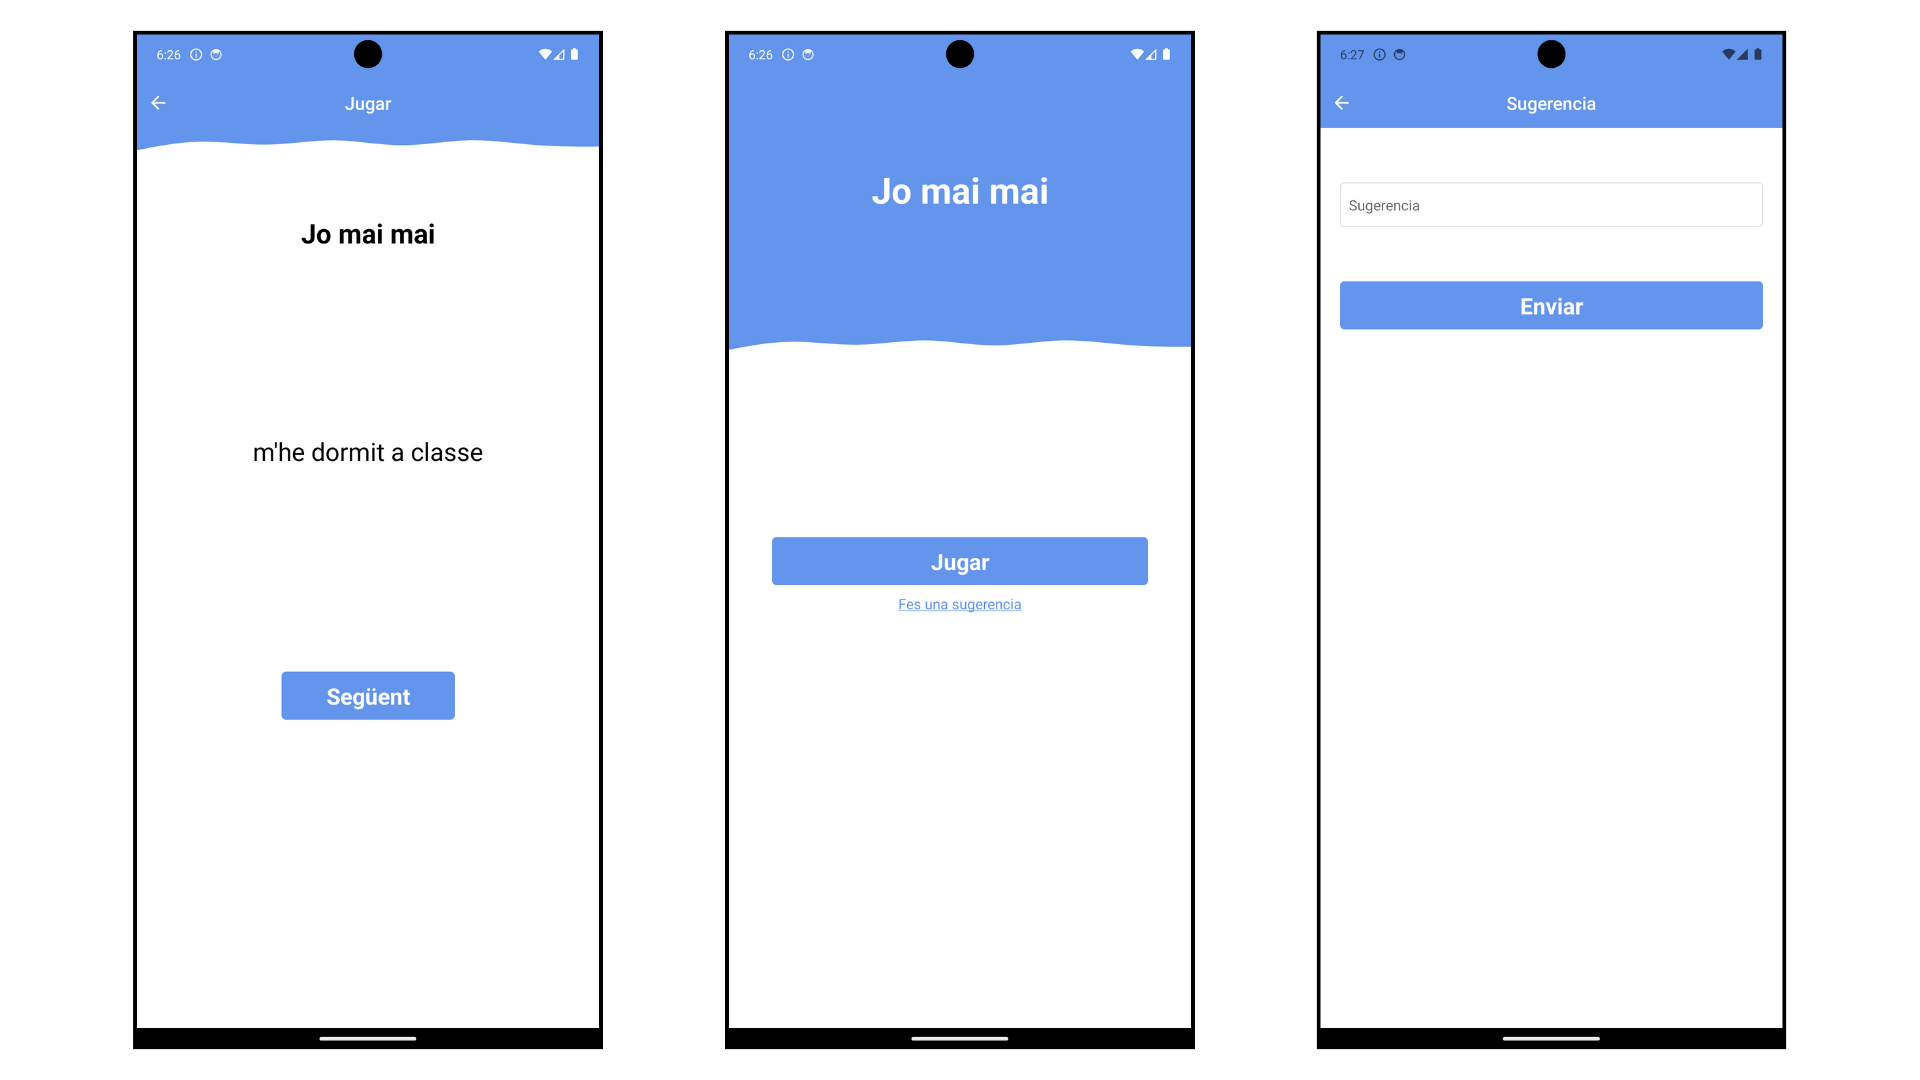 6:26
Jugar
Jo mai mai
m'he dormit a classe
Següent
6:26
Jo mai mai
Jugar
Fes una sugerencia
6:27
Sugerencia
Sugerencia
Enviar